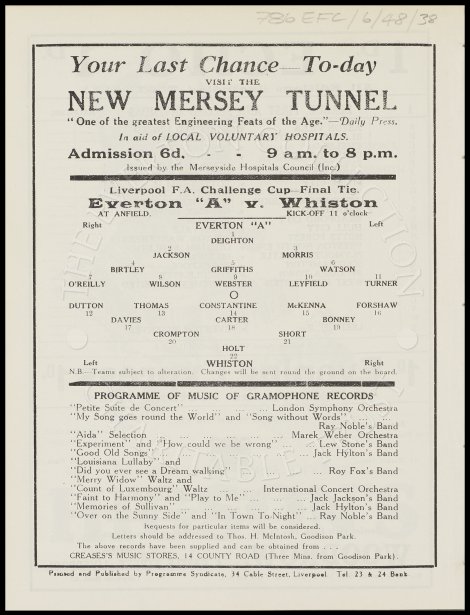 786 EFC/6/48/38
Your Last Chance To-day
VISIT THE
NEW MERSEY TUNNEL
"One of the greatest Engineering Feats of the Age."—Daily Press.
In aid of LOCAL VOLUNTARY HOSPITALS.
Admission 6d. - - 9 a.m. to 8 p.m.
Issued by the Merseyside Hospitals Council (Inc.)
Liverpool F.A. Challenge Cup—Final Tie.
Everton "A" v. Whiston
AT ANFIELD. KICK-OFF 11 o'clock
Right EVERTON "A" Left
1
DEIGHTON
2 3
JACKSON MORRIS
4 5 6
BIRTLEY GRIFFITHS WATSON
7 8 9 10 11
O'REILLY WILSON WEBSTER LEYFIELD TURNER
O
DUTTON THOMAS CONSTANTINE McKENNA FORSHAW
12 13 14 15 16
DAVIES CARTER BONNEY
17 18 19
CROMPTON SHORT
20 21
HOLT
22
Left WHISTON Right
N.B.—Teams subject to alteration. Changes will be sent round the ground on the board.
PROGRAMME OF MUSIC OF GRAMOPHONE RECORDS
"Petite Suite de Concert" ... London Symphony Orchestra
"My Song goes round the World" and "Song without Words" ...
Ray Noble's Band
"Aida" Selection ... Marek Weber Orchestra
"Experiment" and "How could we be wrong" ... Lew Stone's Band
"Good Old Songs" ... Jack Hylton's Band
"Louisiana Lullaby" and
"Did you ever see a Dream walking" ... Roy Fox's Band
"Merry Widow" Waltz and
"Count of Luxembourg" Waltz ... International Concert Orchestra
"Faint to Harmony" and "Play to Me" ... Jack Jackson's Band
"Memories of Sullivan" ... Jack Hylton's Band
"Over on the Sunny Side" and "In Town To-Night" ... Ray Noble's Band
Requests for particular items will be considered.
Letters should be addressed to Thos. H. McIntosh, Goodison Park.
The above records have been supplied and can be obtained from . . .
CREASE'S MUSIC STORES, 14 COUNTY ROAD (Three Mins. from Goodison Park).
Printed and Published by Programme Syndicate, 34 Cable Street, Liverpool. Tel. 23 & 24 Bank.